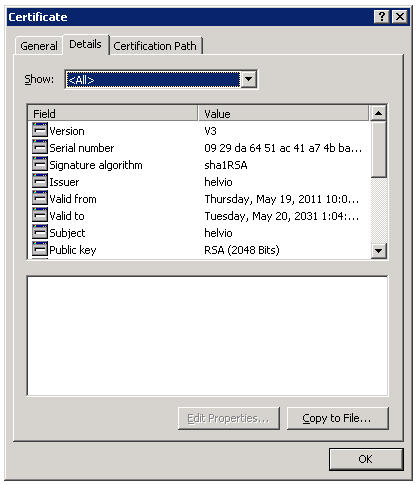 Certificate
General Details Certification Path
Show: <All>
Field Value
Version V3
Serial number 09 29 da 64 51 ac 41 a7 4b ba...
Signature algorithm sha1RSA
Issuer helvio
Valid from Thursday, May 19, 2011 10:0...
Valid to Tuesday, May 20, 2031 1:04:...
Subject helvio
Public key RSA (2048 Bits)
Edit Properties... Copy to File...
OK